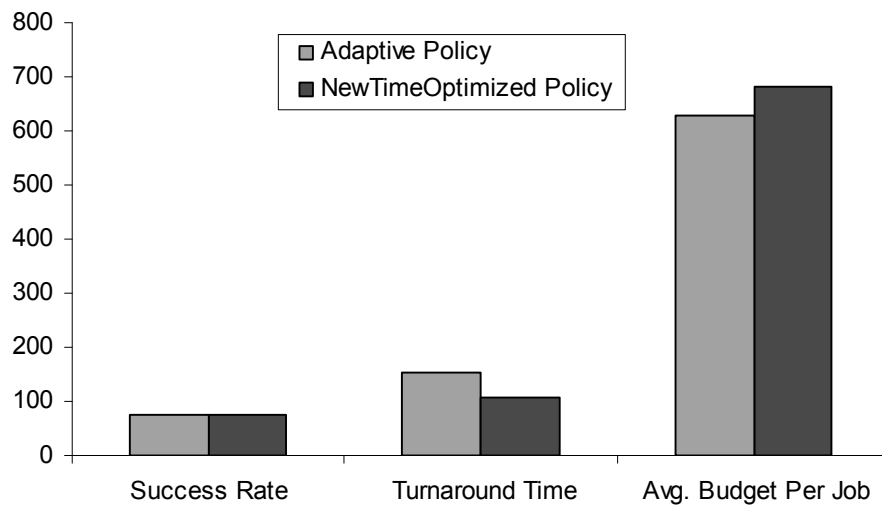 800
700
600
500
400
300
200
100
0
Adaptive Policy
NewTimeOptimized Policy
Success Rate
Turnaround Time
Avg. Budget Per Job